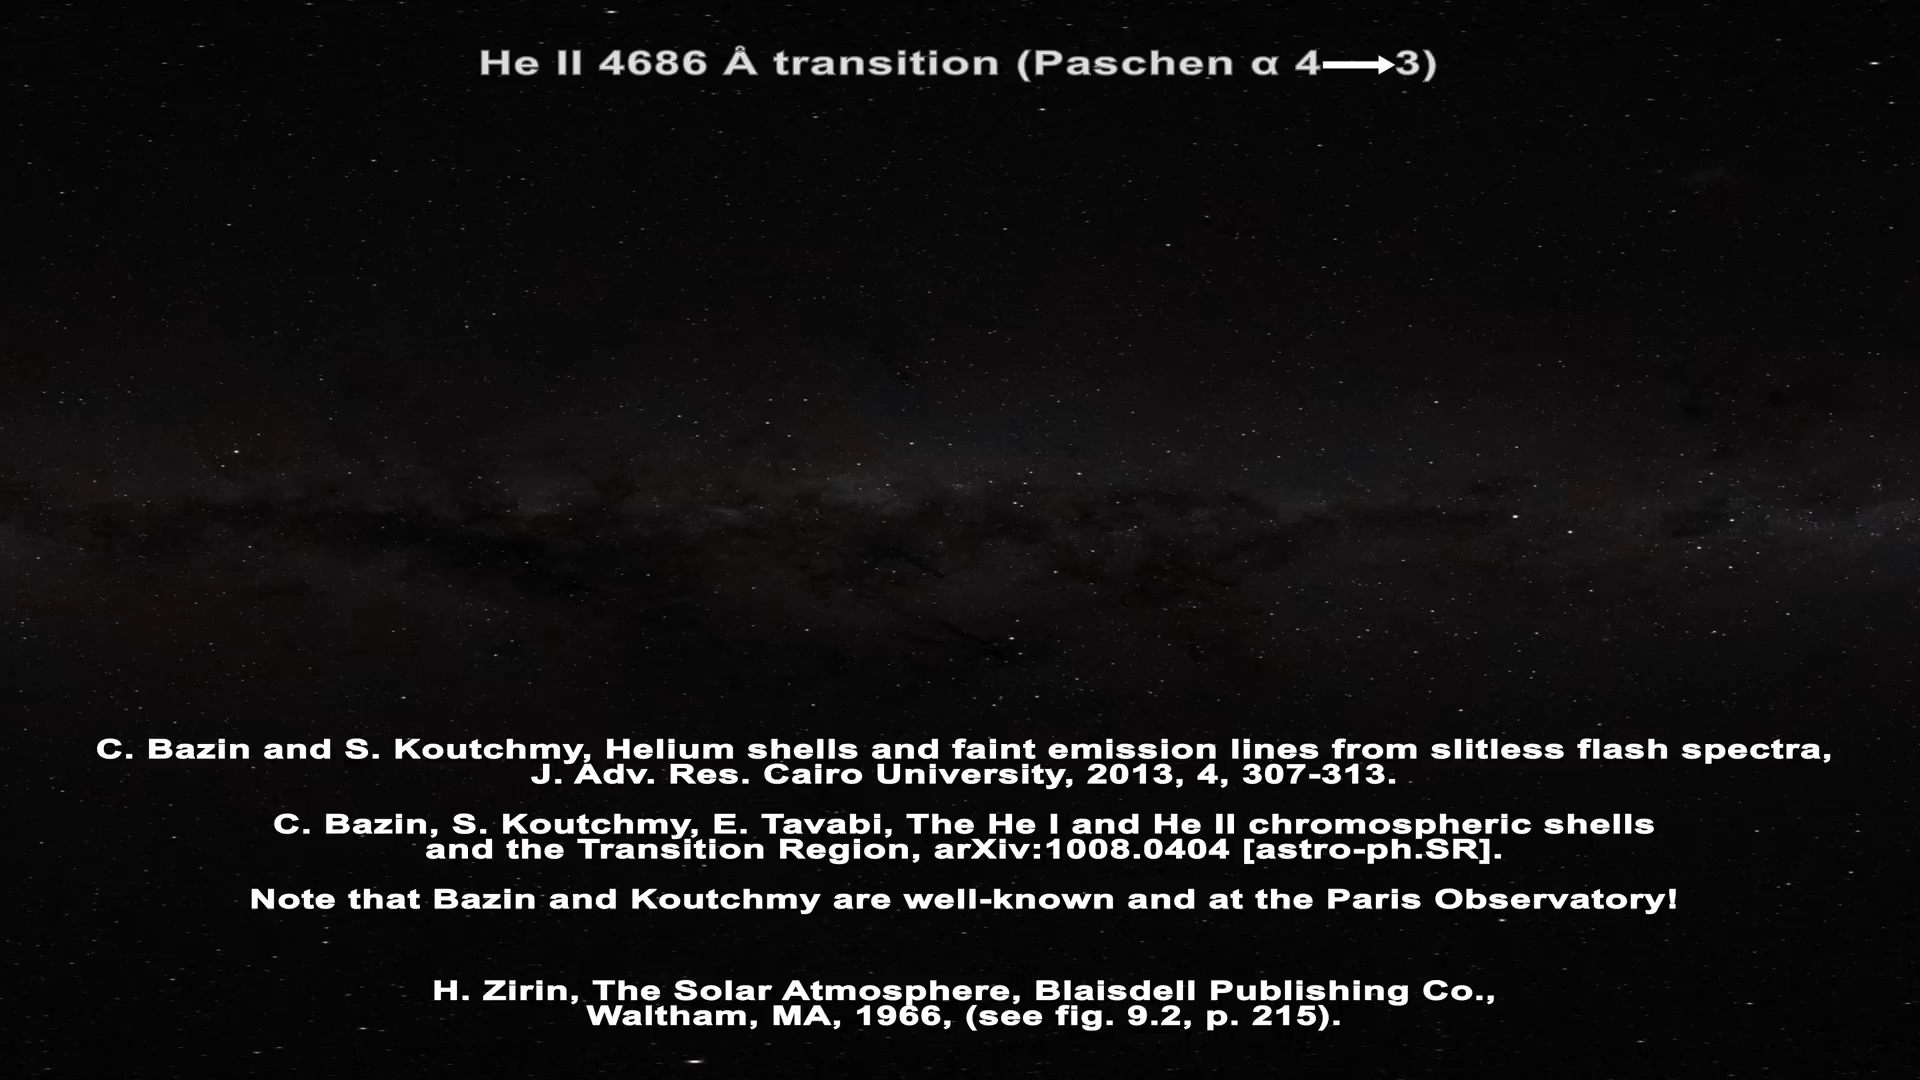 He II 4686 Å transition (Paschen α 4⟶3)
C. Bazin and S. Koutchmy, Helium shells and faint emission lines from slitless flash spectra,
J. Adv. Res. Cairo University, 2013, 4, 307-313.
C. Bazin, S. Koutchmy, E. Tavabi, The He I and He II chromospheric shells
and the Transition Region, arXiv:1008.0404 [astro-ph.SR].
Note that Bazin and Koutchmy are well-known and at the Paris Observatory!
H. Zirin, The Solar Atmosphere, Blaisdell Publishing Co.,
Waltham, MA, 1966, (see fig. 9.2, p. 215).